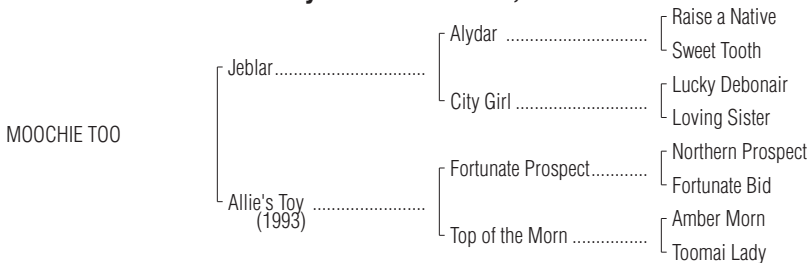 Raise a Native
Alydar ..............................
Sweet Tooth
Jeblar................................
Lucky Debonair
City Girl ............................
Loving Sister
MOOCHIE TOO
Northern Prospect
Fortunate Prospect............
Fortunate Bid
Allie's Toy ........................
(1993)
Amber Morn
Top of the Morn ................
Toomai Lady